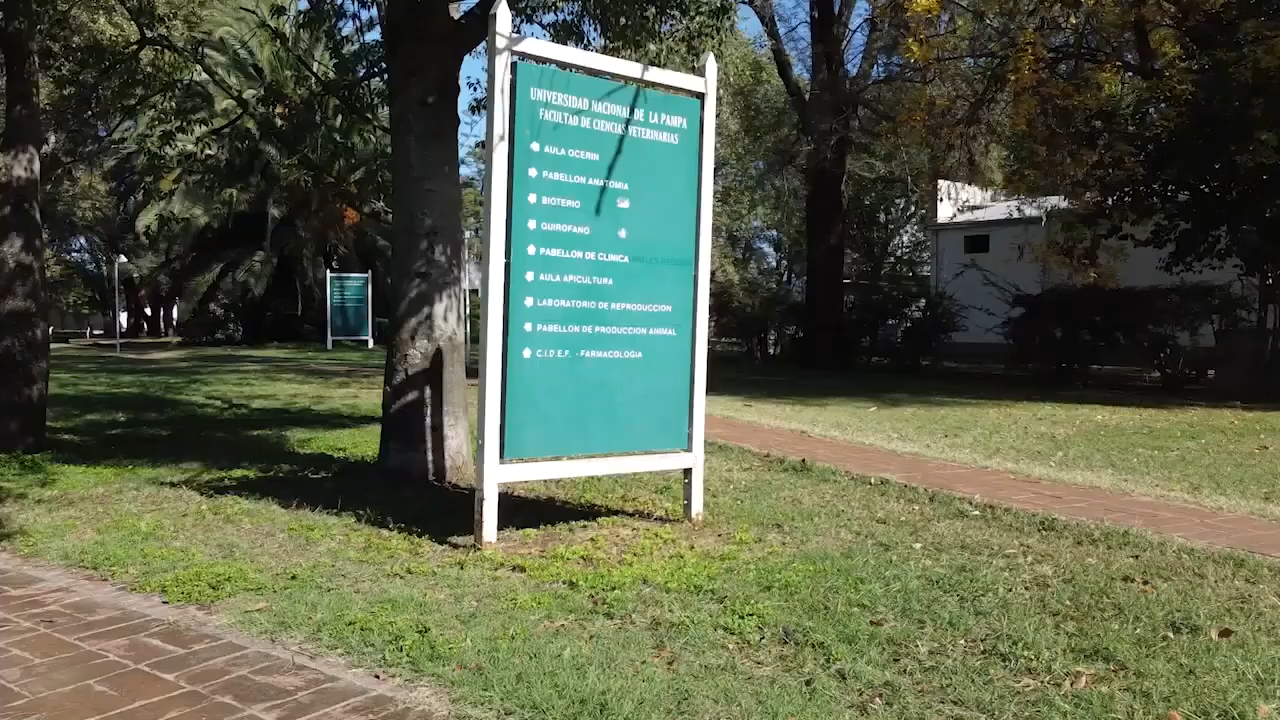 UNIVERSIDAD NACIONAL DE LA PAMPA
FACULTAD DE CIENCIAS VETERINARIAS
AULA OCERIN
PABELLON ANATOMIA
BIOTERIO
QUIROFANO
PABELLON DE CLINICA
AULA APICULTURA
LABORATORIO DE REPRODUCCION
PABELLON DE PRODUCCION ANIMAL
C.I.D.E.F. - FARMACOLOGIA